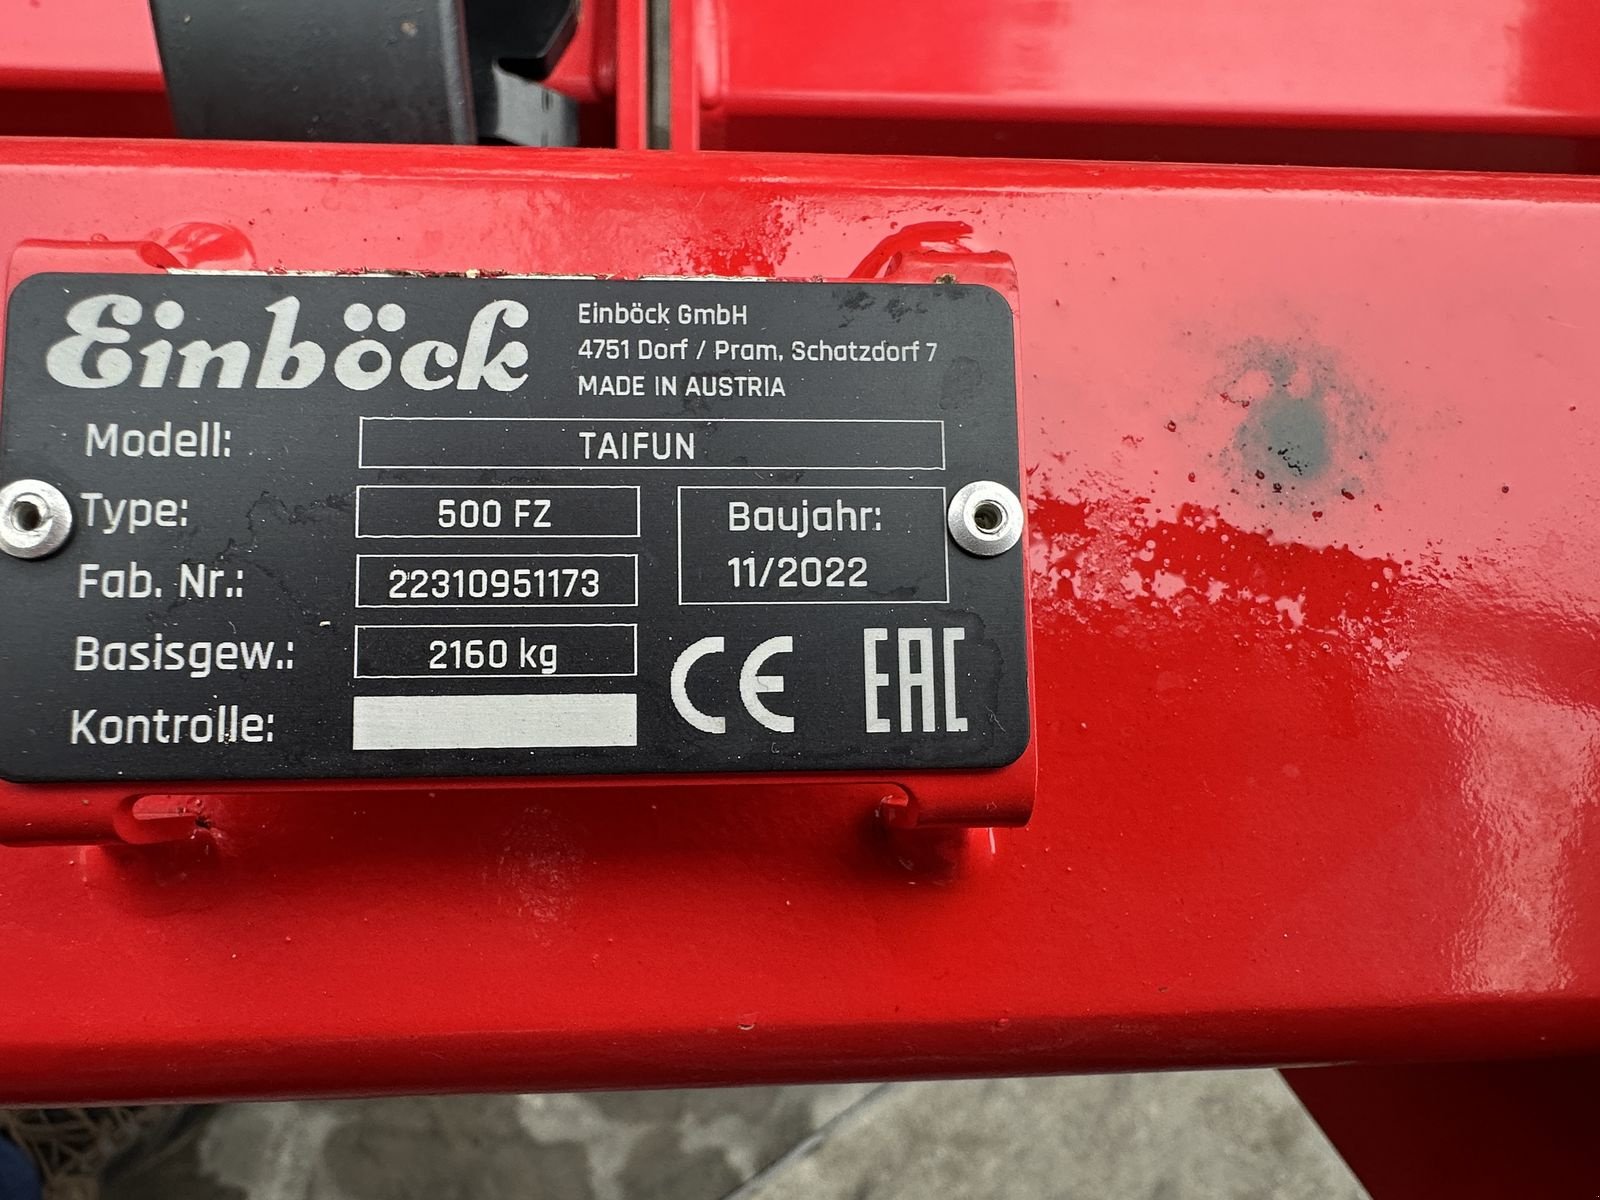 Einböck
Einböck GmbH
4751 Dorf / Pram, Schatzdorf 7
MADE IN AUSTRIA
Modell: TAIFUN
Type: 500 FZ
Baujahr:
11/2022
Fab. Nr.: 22310951173
Basisgew.: 2160 kg
Kontrolle:
CE EAC